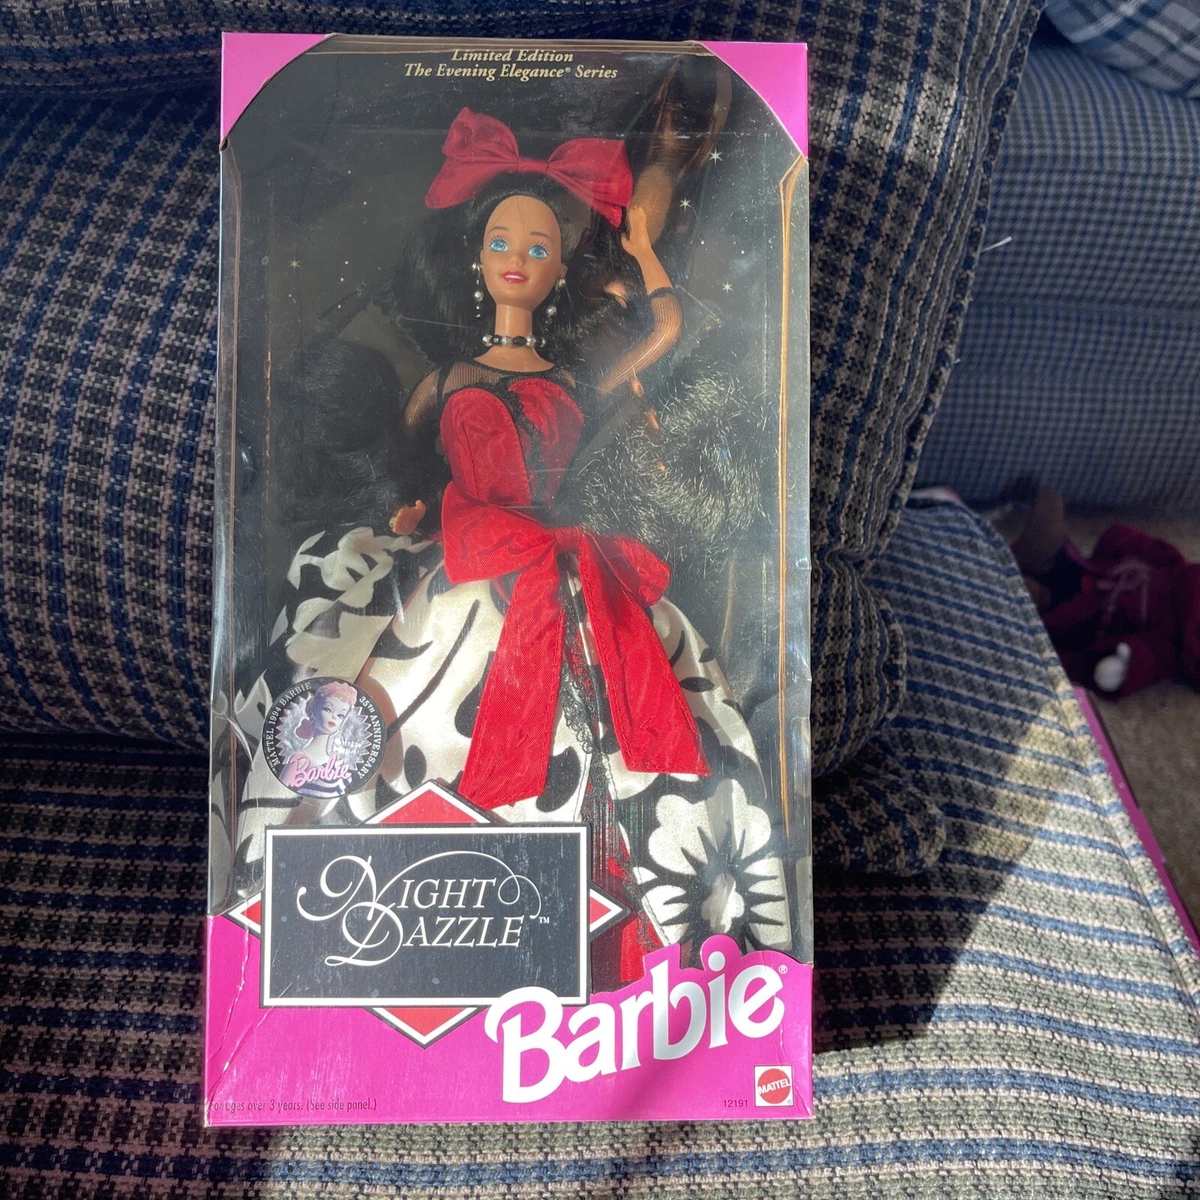 Limited Edition
The Evening Elegance® Series
MATTEL 1994 BARBIE
35TH ANNIVERSARY
Barbie
NIGHT
DAZZLE™
Barbie®
For ages over 3 years. (See side panel.)
12191
MATTEL